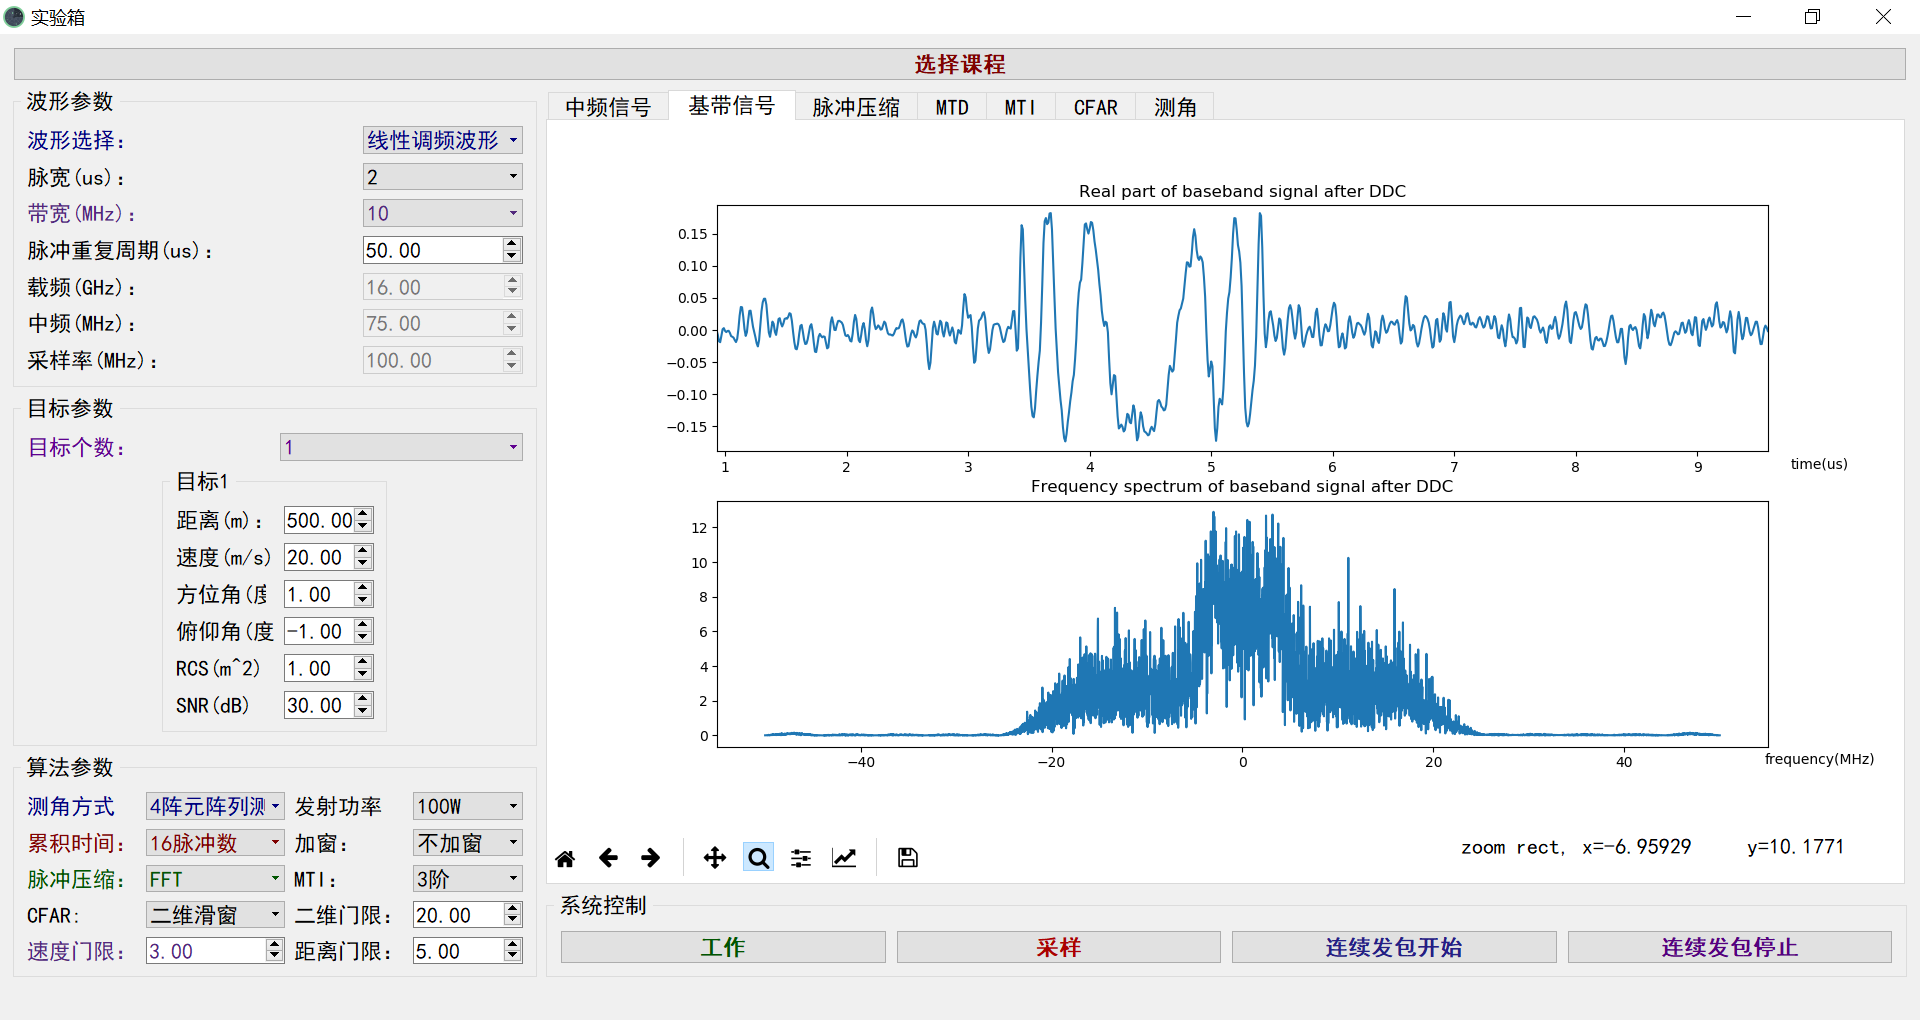 实验箱
选择课程
波形参数
波形选择： 线性调频波形
脉宽(us)： 2
带宽(MHz)： 10
脉冲重复周期(us)： 50.00
载频(GHz)： 16.00
中频(MHz)： 75.00
采样率(MHz)： 100.00
目标参数
目标个数： 1
目标1
距离(m)： 500.00
速度(m/s) 20.00
方位角(度 1.00
俯仰角(度 -1.00
RCS(m^2) 1.00
SNR(dB) 30.00
算法参数
测角方式 4阵元阵列测 发射功率 100W
累积时间： 16脉冲数 加窗： 不加窗
脉冲压缩： FFT MTI： 3阶
CFAR: 二维滑窗 二维门限： 20.00
速度门限： 3.00 距离门限： 5.00
中频信号 基带信号 脉冲压缩 MTD MTI CFAR 测角
Real part of baseband signal after DDC
0.15
0.10
0.05
0.00
−0.05
−0.10
−0.15
1 2 3 4 5 6 7 8 9 time(us)
Frequency spectrum of baseband signal after DDC
12
10
8
6
4
2
0
−40 −20 0 20 40 frequency(MHz)
zoom rect, x=-6.95929 y=10.1771
系统控制
工作 采样 连续发包开始 连续发包停止